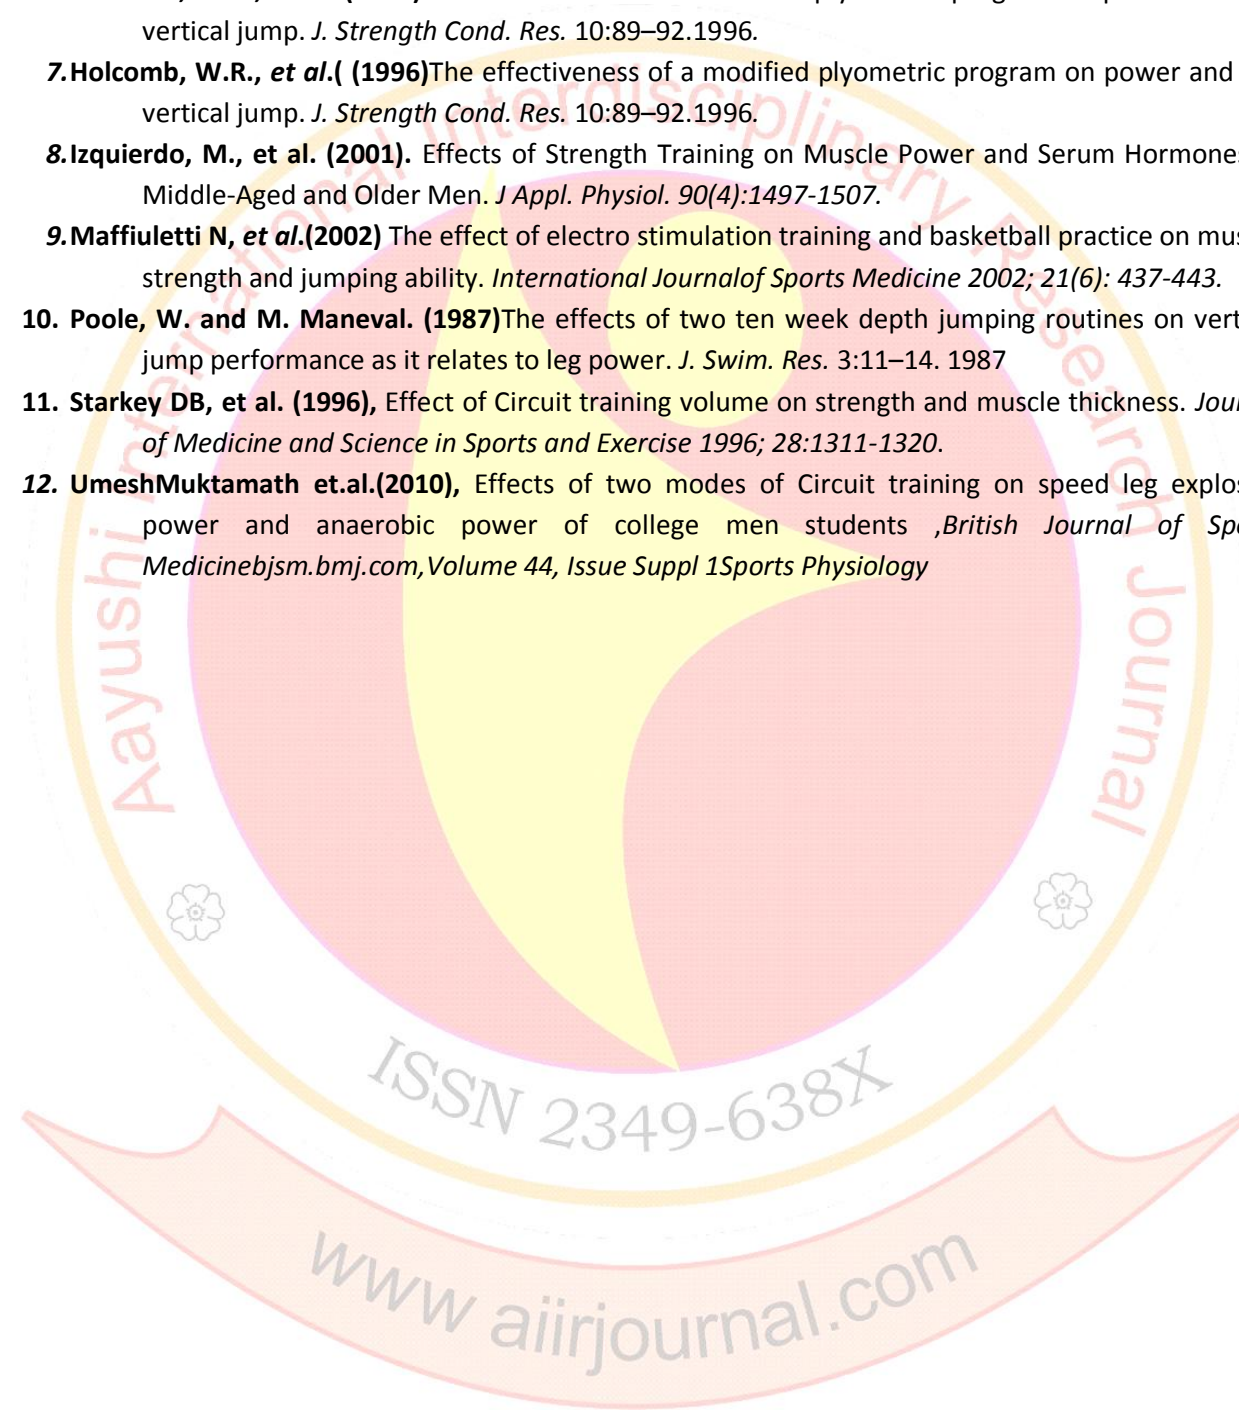 vertical jump. J. Strength Cond. Res. 10:89–92.1996.
7.Holcomb, W.R., et al.( (1996)The effectiveness of a modified plyometric program on power and
vertical jump. J. Strength Cond. Res. 10:89–92.1996.
8.Izquierdo, M., et al. (2001). Effects of Strength Training on Muscle Power and Serum Hormones
Middle-Aged and Older Men. J Appl. Physiol. 90(4):1497-1507.
9.Maffiuletti N, et al.(2002) The effect of electro stimulation training and basketball practice on
strength and jumping ability. International Journalof Sports Medicine 2002; 21(6): 437-443.
10. Poole, W. and M. Maneval. (1987)The effects of two ten week depth jumping routines on
jump performance as it relates to leg power. J. Swim. Res. 3:11–14. 1987
11. Starkey DB, et al. (1996), Effect of Circuit training volume on strength and muscle thickness.
of Medicine and Science in Sports and Exercise 1996; 28:1311-1320.
12. UmeshMuktamath et.al.(2010), Effects of two modes of Circuit training on speed leg
power and anaerobic power of college men students ,British Journal of
Medicinebjsm.bmj.com,Volume 44, Issue Suppl 1Sports Physiology
Aayushi International Interdisciplinary Research Journal
ISSN 2349-638X
www aiirjournal.com